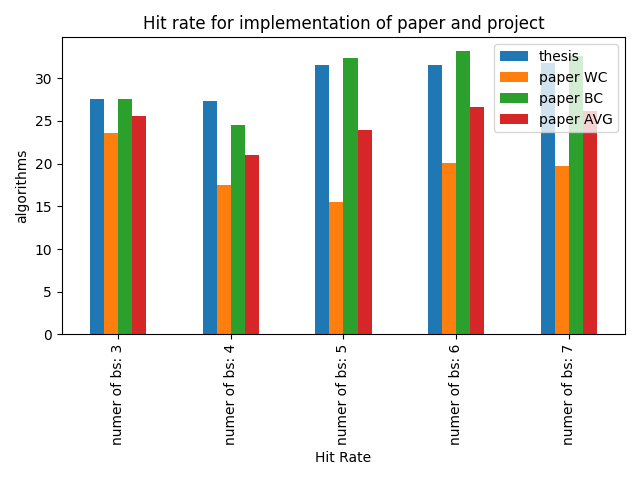 Hit rate for implementation of paper and project
thesis
paper WC
paper BC
paper AVG
algorithms
30
25
20
15
10
5
0
numer of bs: 3
numer of bs: 4
numer of bs: 5
numer of bs: 6
numer of bs: 7
Hit Rate